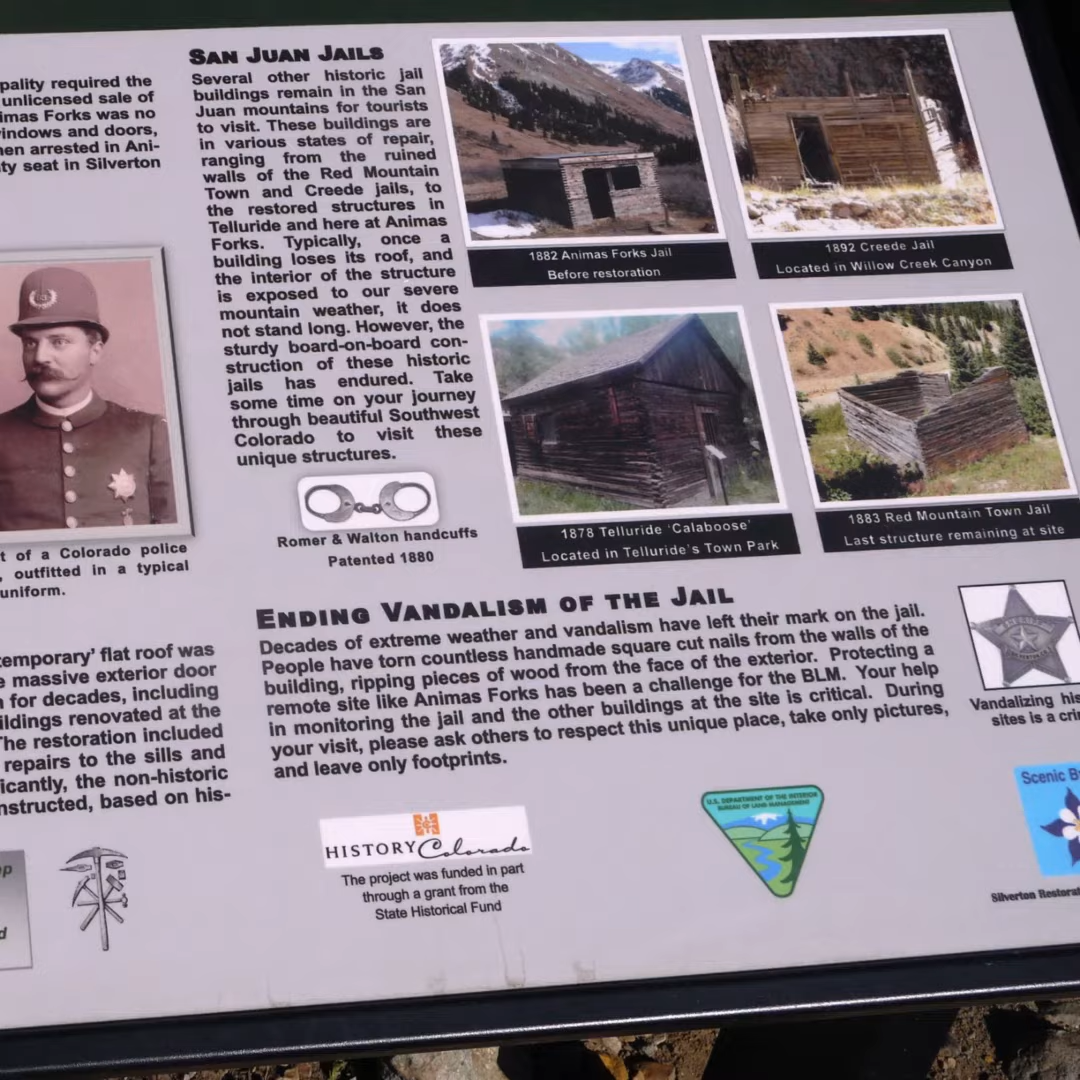 pality required the
unlicensed sale of
imas Forks was no
indows and doors,
en arrested in Ani-
ty seat in Silverton
SAN JUAN JAILS
Several other historic jail
buildings remain in the San
Juan mountains for tourists
to visit. These buildings are
in various states of repair,
ranging from the ruined
walls of the Red Mountain
Town and Creede jails, to
the restored structures in
Telluride and here at Animas
Forks. Typically, once a
building loses its roof, and
the interior of the structure
is exposed to our severe
mountain weather, it does
not stand long. However, the
sturdy board-on-board con-
struction of these historic
jails has endured. Take
some time on your journey
through beautiful Southwest
Colorado to visit these
unique structures.
1882 Animas Forks Jail
Before restoration
1892 Creede Jail
Located in Willow Creek Canyon
1878 Telluride 'Calaboose'
Located in Telluride's Town Park
1883 Red Mountain Town Jail
Last structure remaining at site
Romer & Walton handcuffs
Patented 1880
t of a Colorado police
, outfitted in a typical
uniform.
temporary' flat roof was
e massive exterior door
n for decades, including
ildings renovated at the
The restoration included
repairs to the sills and
icantly, the non-historic
nstructed, based on his-
ENDING VANDALISM OF THE JAIL
Decades of extreme weather and vandalism have left their mark on the jail.
People have torn countless handmade square cut nails from the walls of the
building, ripping pieces of wood from the face of the exterior. Protecting a
remote site like Animas Forks has been a challenge for the BLM. Your help
in monitoring the jail and the other buildings at the site is critical. During
your visit, please ask others to respect this unique place, take only pictures,
and leave only footprints.
Vandalizing his
sites is a cri
HISTORY Colorado
The project was funded in part
through a grant from the
State Historical Fund
U.S. DEPARTMENT OF THE INTERIOR
BUREAU OF LAND MANAGEMENT
Scenic B
Silverton Restorat